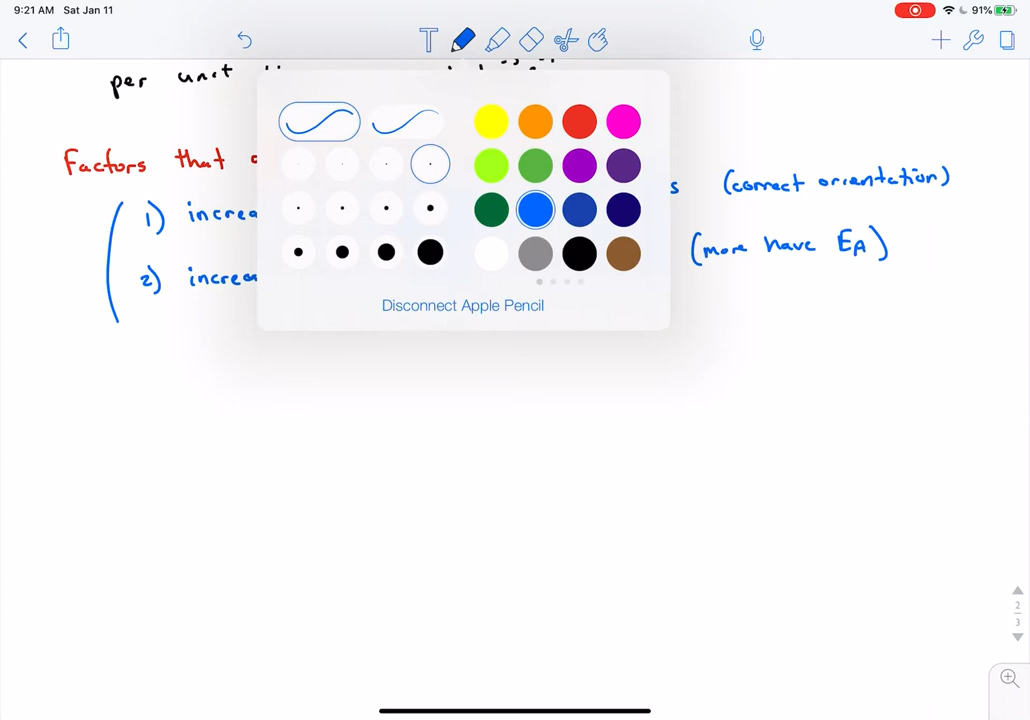 9:21 AM Sat Jan 11
91%
per unit
Factors that
(correct orientation)
1) increa
(more have EA)
2) increa
Disconnect Apple Pencil
2
3